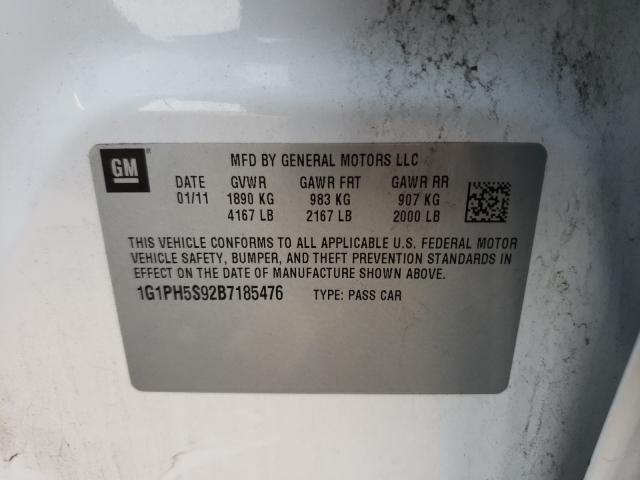 GM
MFD BY GENERAL MOTORS LLC
DATE GVWR GAWR FRT GAWR RR
01/11 1890 KG 983 KG 907 KG
4167 LB 2167 LB 2000 LB
THIS VEHICLE CONFORMS TO ALL APPLICABLE U.S. FEDERAL MOTOR
VEHICLE SAFETY, BUMPER, AND THEFT PREVENTION STANDARDS IN
EFFECT ON THE DATE OF MANUFACTURE SHOWN ABOVE.
1G1PH5S92B7185476 TYPE: PASS CAR